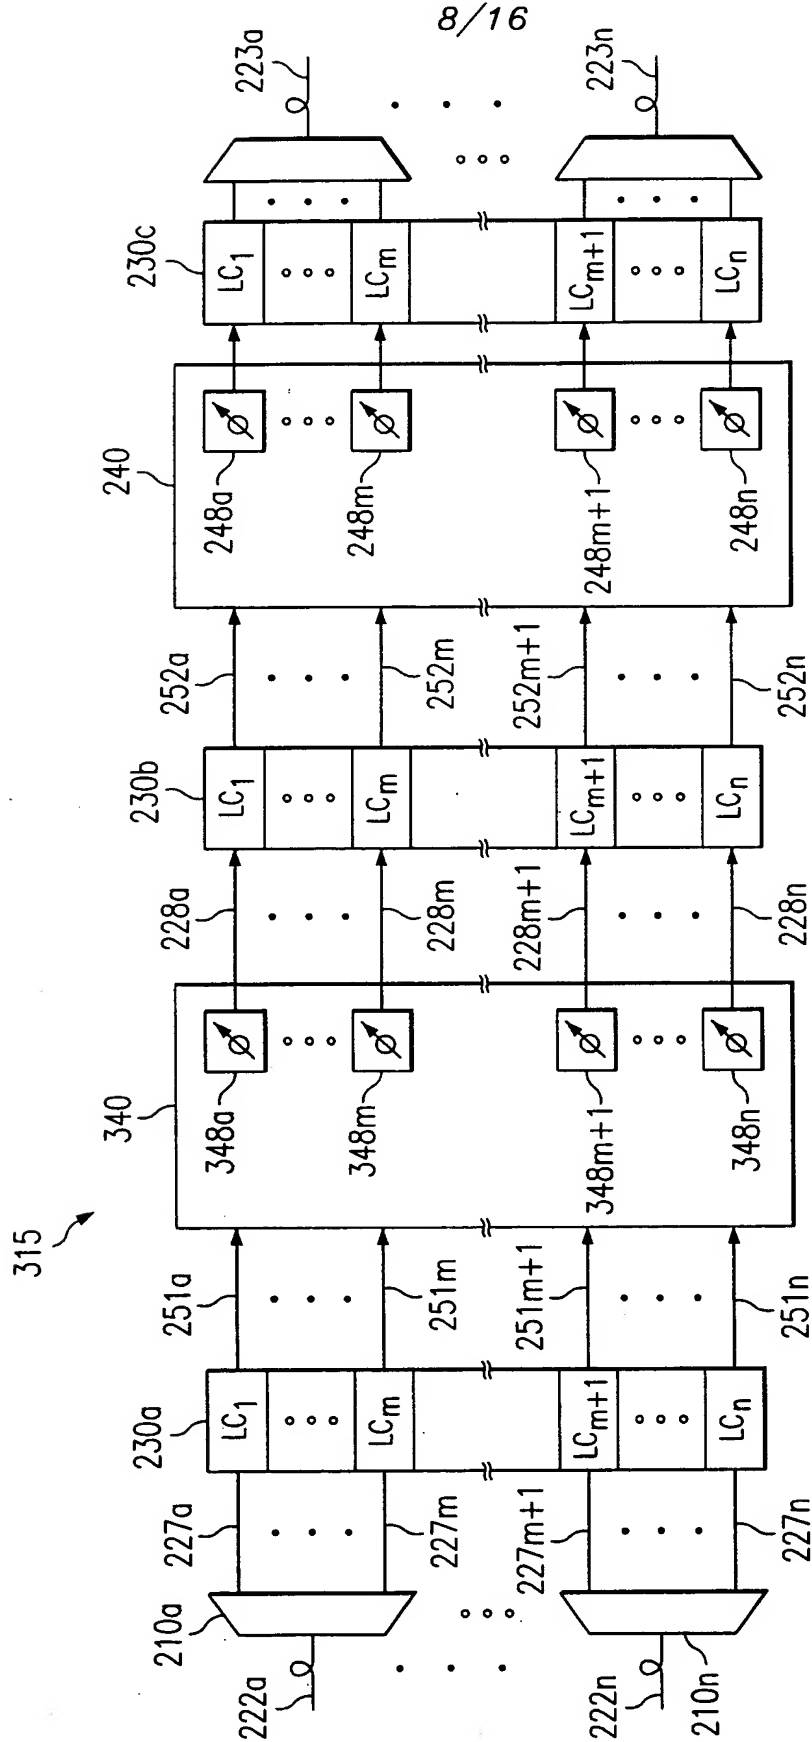 8/16
315
222a
210a
227a
227m
230a
LC1
LCm
251a
251m
340
348a
348m
228a
228m
230b
LC1
LCm
252a
252m
240
248a
248m
230c
LC1
LCm
223a
222n
210n
227m+1
227n
LCm+1
LCn
251m+1
251n
348m+1
348n
228m+1
228n
LCm+1
LCn
252m+1
252n
248m+1
248n
LCm+1
LCn
223n